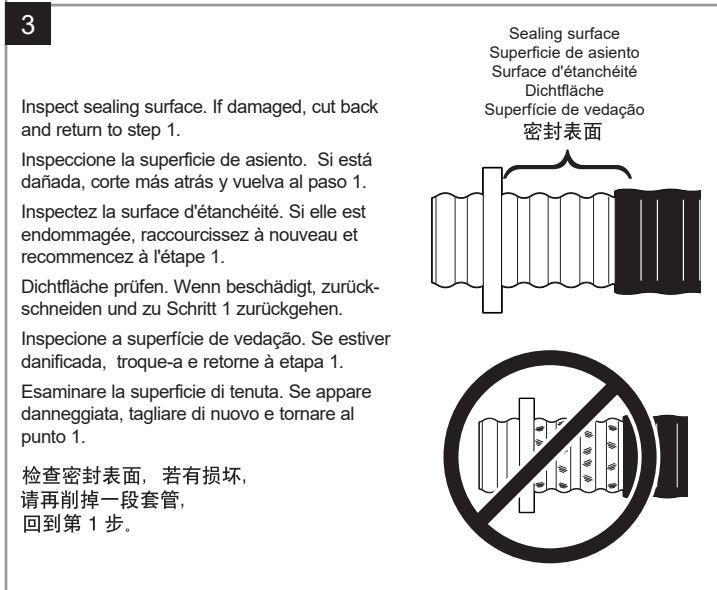 3
Inspect sealing surface. If damaged, cut back
and return to step 1.
Inspeccione la superficie de asiento. Si está
dañada, corte más atrás y vuelva al paso 1.
Inspectez la surface d'étanchéité. Si elle est
endommagée, raccourcissez à nouveau et
recommencez à l'étape 1.
Dichtfläche prüfen. Wenn beschädigt, zurück-
schneiden und zu Schritt 1 zurückgehen.
Inspecione a superfície de vedação. Se estiver
danificada, troque-a e retorne à etapa 1.
Esaminare la superficie di tenuta. Se appare
danneggiata, tagliare di nuovo e tornare al
punto 1.
检查密封表面，若有损坏，
请再削掉一段套管，
回到第 1 步。
Sealing surface
Superficie de asiento
Surface d'étanchéité
Dichtfläche
Superfície de vedação
密封表面